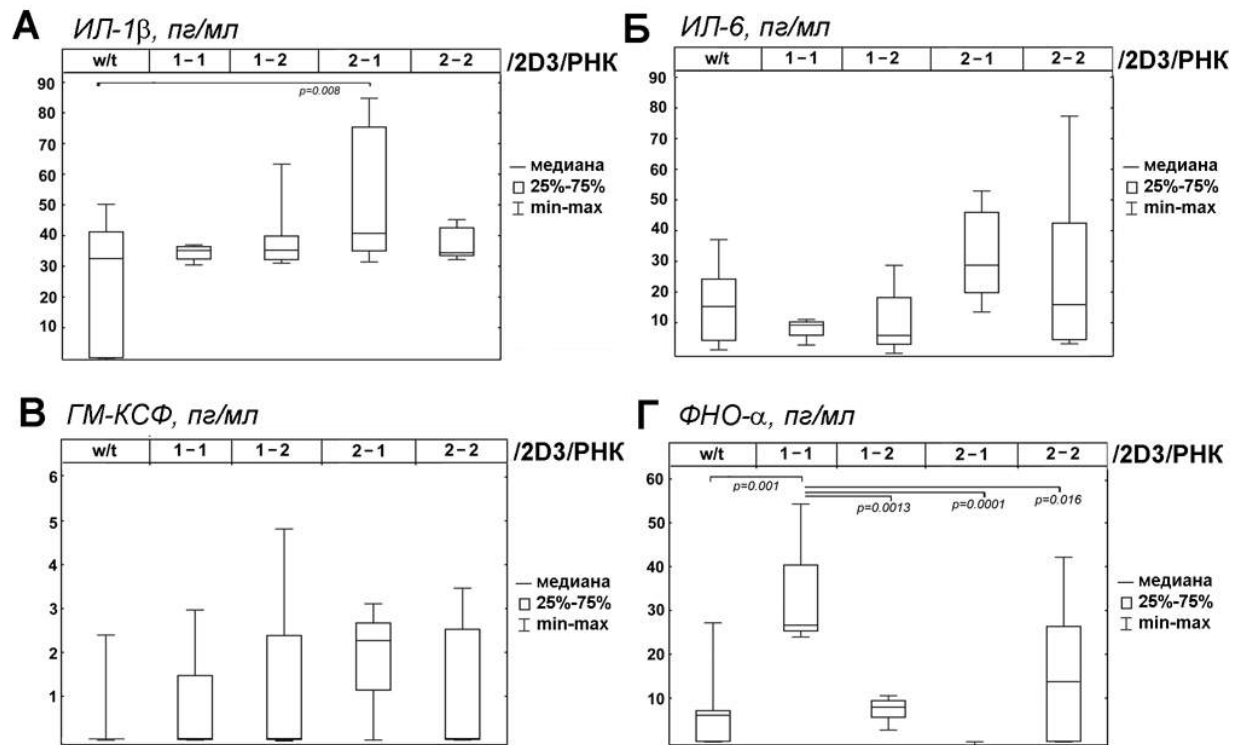 А ИЛ-1β, пг/мл
w/t 1–1 1–2 2–1 2–2 /2D3/РНК
90
80
70
60
50
40
30
20
10
p=0.008
— медиана
25%-75%
min-max
Б ИЛ-6, пг/мл
w/t 1–1 1–2 2–1 2–2 /2D3/РНК
90
80
70
60
50
40
30
20
10
— медиана
25%-75%
min-max
В ГМ-КСФ, пг/мл
w/t 1–1 1–2 2–1 2–2 /2D3/РНК
6
5
4
3
2
1
— медиана
25%-75%
min-max
Г ФНО-α, пг/мл
w/t 1–1 1–2 2–1 2–2 /2D3/РНК
60
50
40
30
20
10
p=0.001
p=0.0013
p=0.0001
p=0.016
— медиана
25%-75%
min-max